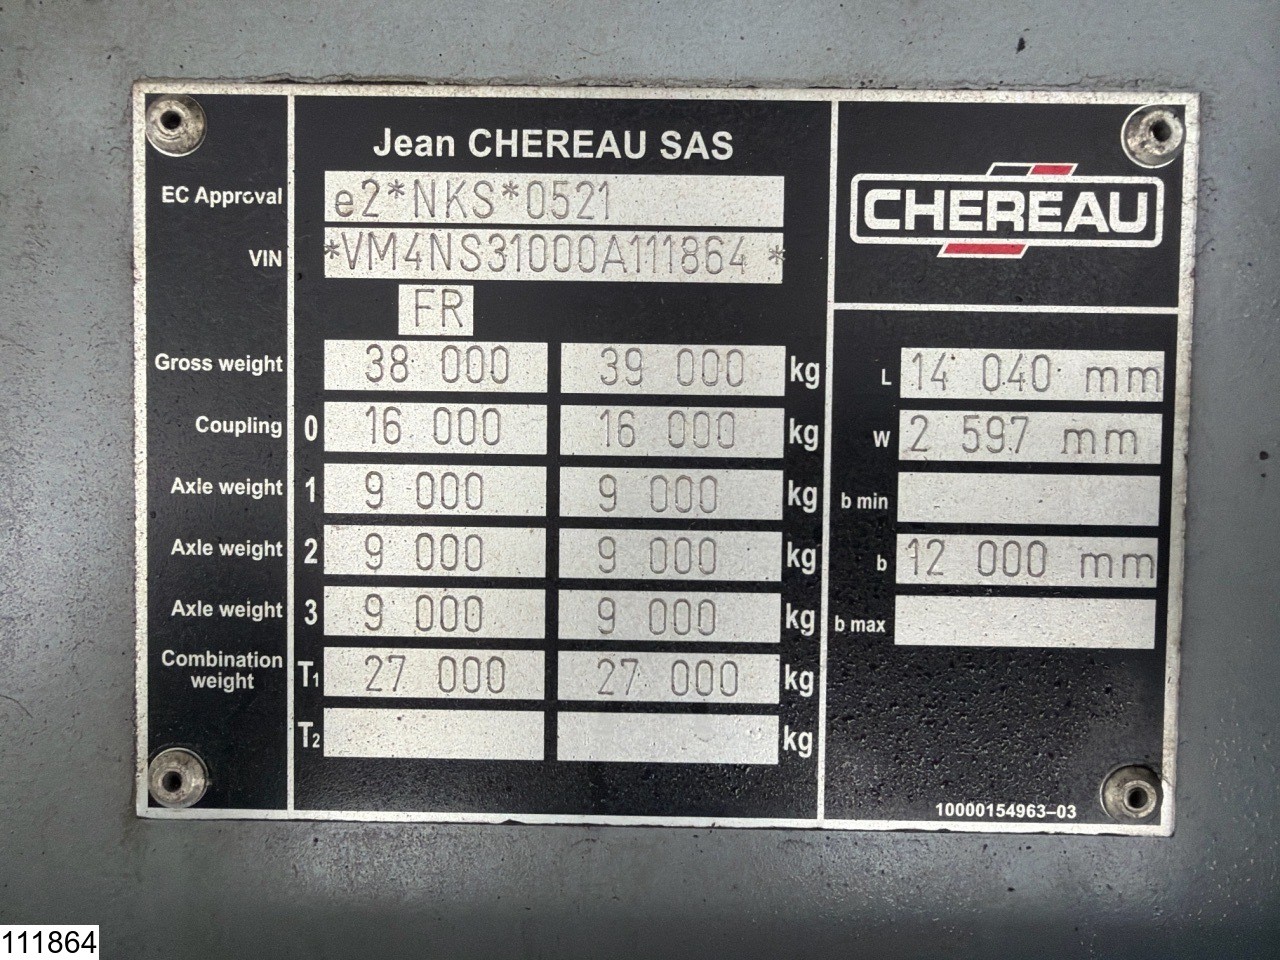 Jean CHEREAU SAS
CHEREAU
EC Approval e2*NKS*0521
VIN *VM4NS31000A111864*
FR
Gross weight 38 000 39 000 kg
Coupling 0 16 000 16 000 kg
Axle weight 1 9 000 9 000 kg
Axle weight 2 9 000 9 000 kg
Axle weight 3 9 000 9 000 kg
Combination weight T1 27 000 27 000 kg
T2 kg
L 14 040 mm
W 2 597 mm
b min
b 12 000 mm
b max
10000154963–03
111864